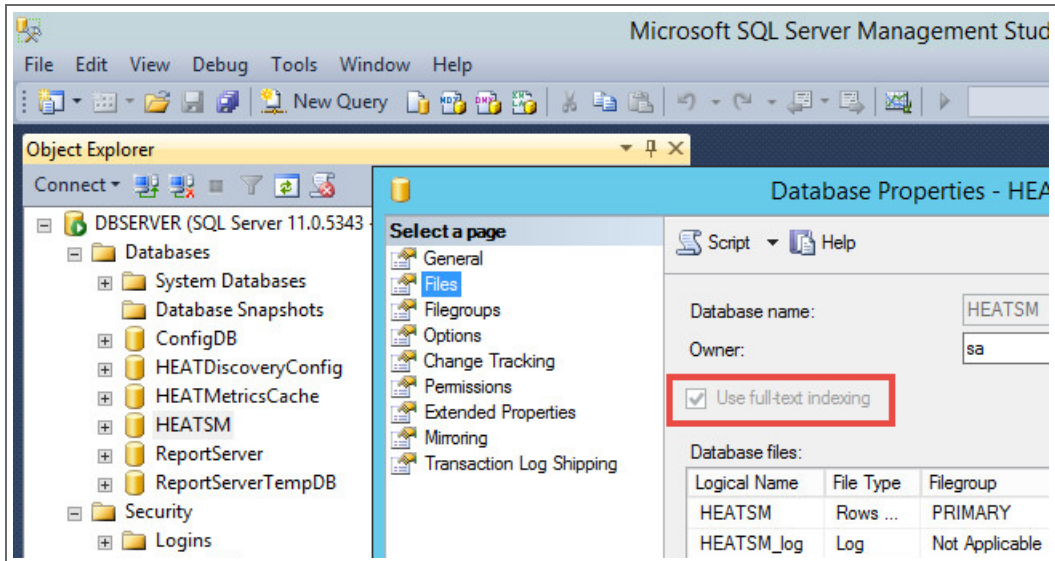 Microsoft SQL Server Management Stud
File Edit View Debug Tools Window Help
New Query
Object Explorer
Connect
DBSERVER (SQL Server 11.0.5343 -
Databases
System Databases
Database Snapshots
ConfigDB
HEATDiscoveryConfig
HEATMetricsCache
HEATSM
ReportServer
ReportServerTempDB
Security
Logins
Database Properties - HEA
Select a page
General
Files
Filegroups
Options
Change Tracking
Permissions
Extended Properties
Mirroring
Transaction Log Shipping
Script Help
Database name: HEATSM
Owner: sa
Use full-text indexing
Database files:
Logical Name File Type Filegroup
HEATSM Rows ... PRIMARY
HEATSM_log Log Not Applicable